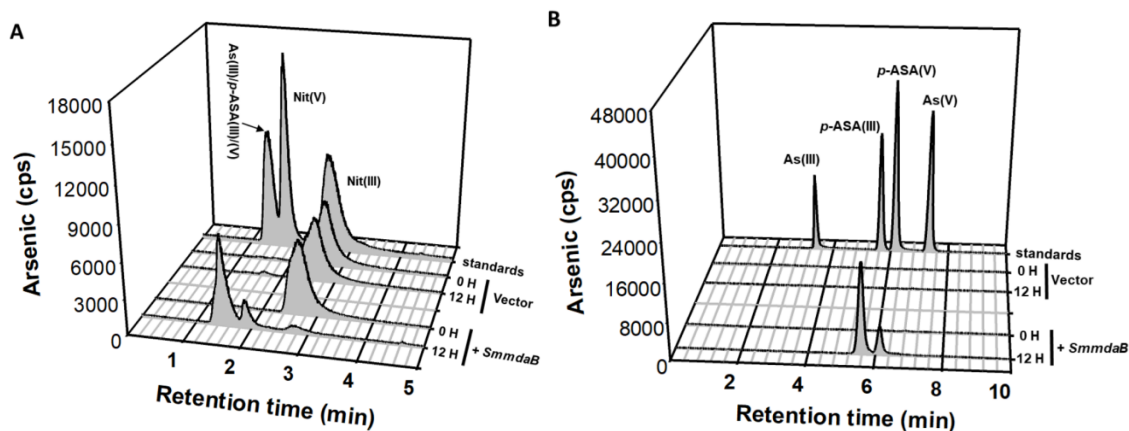 A
Arsenic (cps)
18000
15000
12000
9000
6000
3000
0
As(III)/p-ASA(III)/(V)
Nit(V)
Nit(III)
standards
0 H
12 H
Vector
0 H
12 H
+ SmmdaB
1
2
3
4
5
Retention time (min)
B
Arsenic (cps)
48000
40000
32000
24000
16000
8000
0
As(III)
p-ASA(III)
p-ASA(V)
As(V)
standards
0 H
12 H
Vector
0 H
12 H
+ SmmdaB
2
4
6
8
10
Retention time (min)